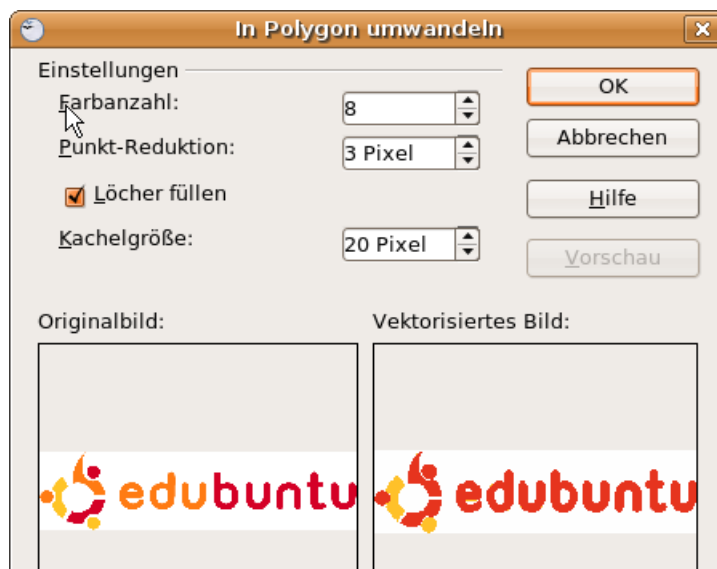 In Polygon umwandeln
Einstellungen
Farbanzahl:
8
OK
Punkt-Reduktion:
3 Pixel
Abbrechen
Löcher füllen
Hilfe
Kachelgröße:
20 Pixel
Vorschau
Originalbild:
Vektorisiertes Bild:
edubuntu
edubuntu